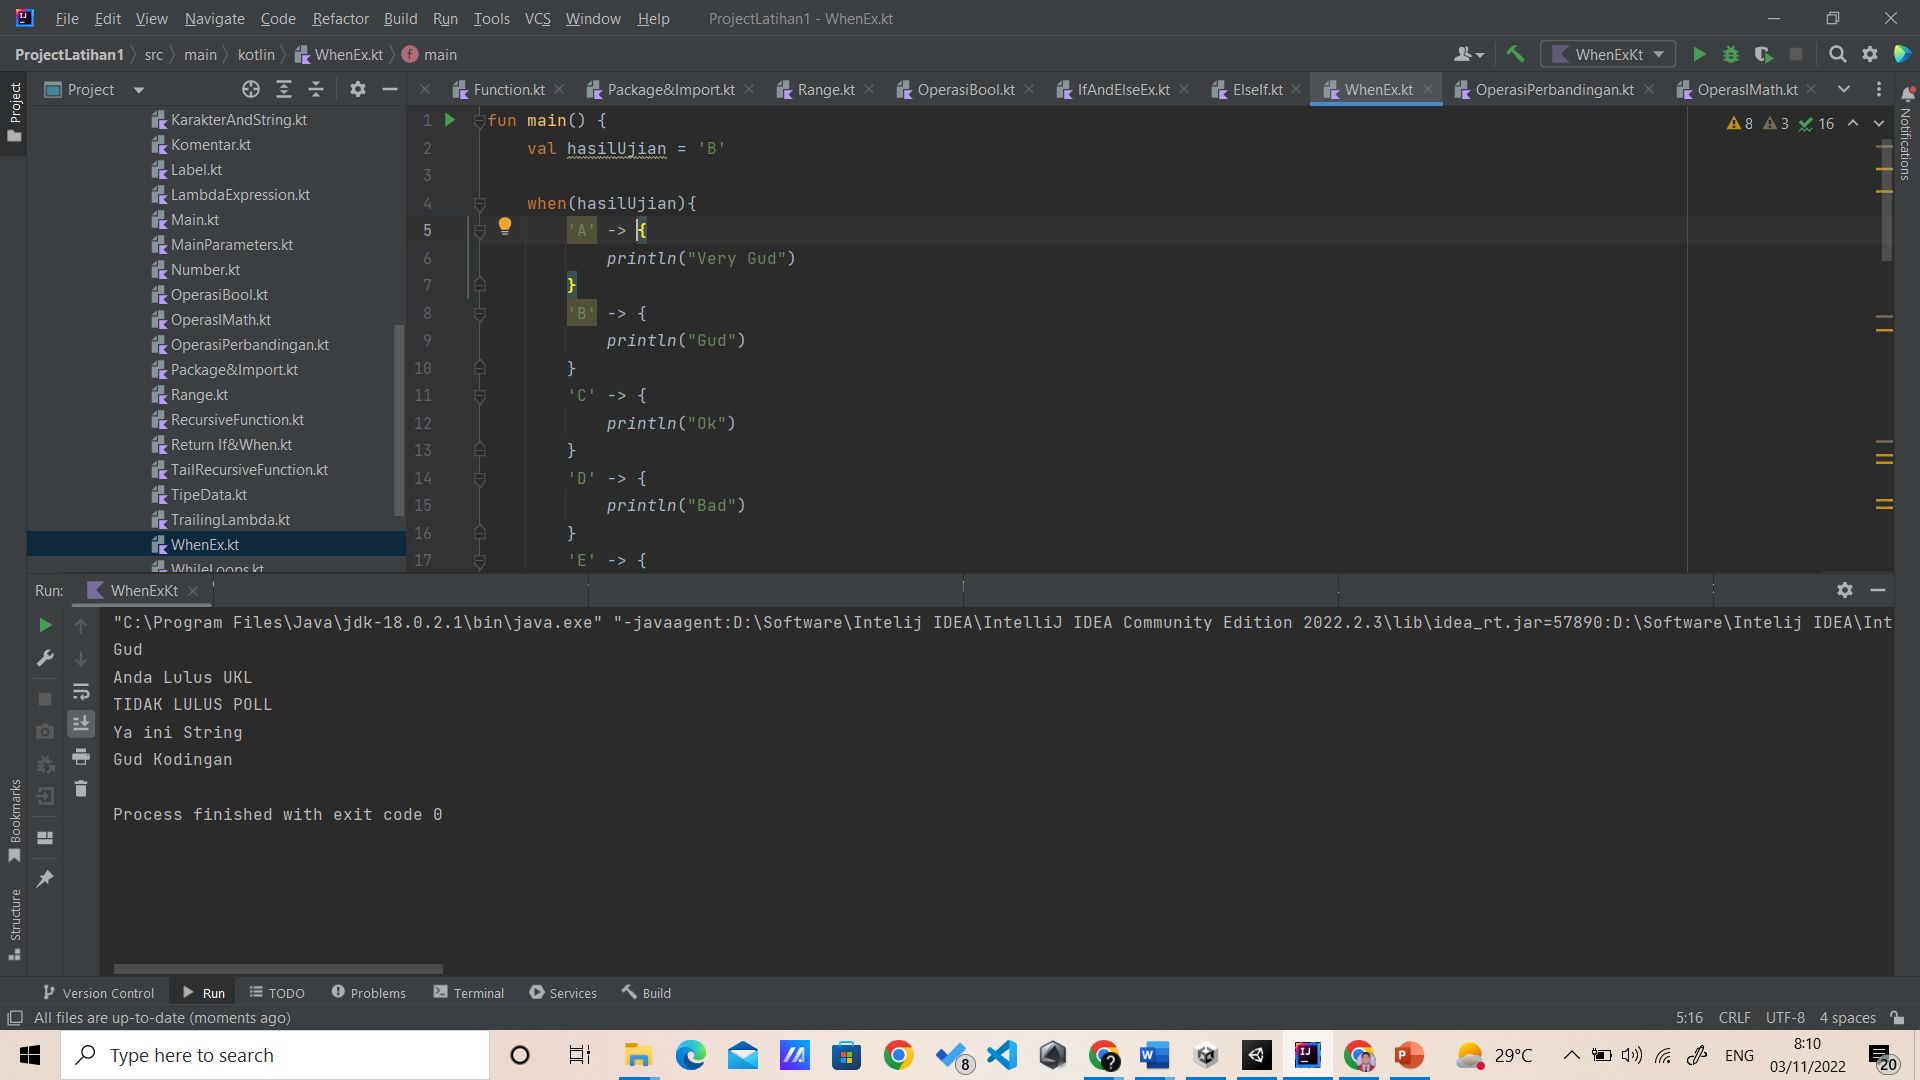 File Edit View Navigate Code Refactor Build Run Tools VCS Window Help ProjectLatihan1 - WhenEx.kt
ProjectLatihan1 src main kotlin WhenEx.kt main WhenExKt
Project
Function.kt Package&Import.kt Range.kt OperasiBool.kt IfAndElseEx.kt ElseIf.kt WhenEx.kt OperasiPerbandingan.kt OperasIMath.kt
Project
KarakterAndString.kt
Komentar.kt
Label.kt
LambdaExpression.kt
Main.kt
MainParameters.kt
Number.kt
OperasiBool.kt
OperasIMath.kt
OperasiPerbandingan.kt
Package&Import.kt
Range.kt
RecursiveFunction.kt
Return If&When.kt
TailRecursiveFunction.kt
TipeData.kt
TrailingLambda.kt
WhenEx.kt
WhileLoops.kt
1 fun main() {
2 val hasilUjian = 'B'
3
4 when(hasilUjian){
5 'A' -> {
6 println("Very Gud")
7 }
8 'B' -> {
9 println("Gud")
10 }
11 'C' -> {
12 println("Ok")
13 }
14 'D' -> {
15 println("Bad")
16 }
17 'E' -> {
8 3 16
Notifications
Run: WhenExKt
"C:\Program Files\Java\jdk-18.0.2.1\bin\java.exe" "-javaagent:D:\Software\Intelij IDEA\IntelliJ IDEA Community Edition 2022.2.3\lib\idea_rt.jar=57890:D:\Software\Intelij IDEA\Int
Gud
Anda Lulus UKL
TIDAK LULUS POLL
Ya ini String
Gud Kodingan
Process finished with exit code 0
Bookmarks
Structure
Version Control Run TODO Problems Terminal Services Build
All files are up-to-date (moments ago) 5:16 CRLF UTF-8 4 spaces
Type here to search 8 29°C ENG 8:10
03/11/2022 20